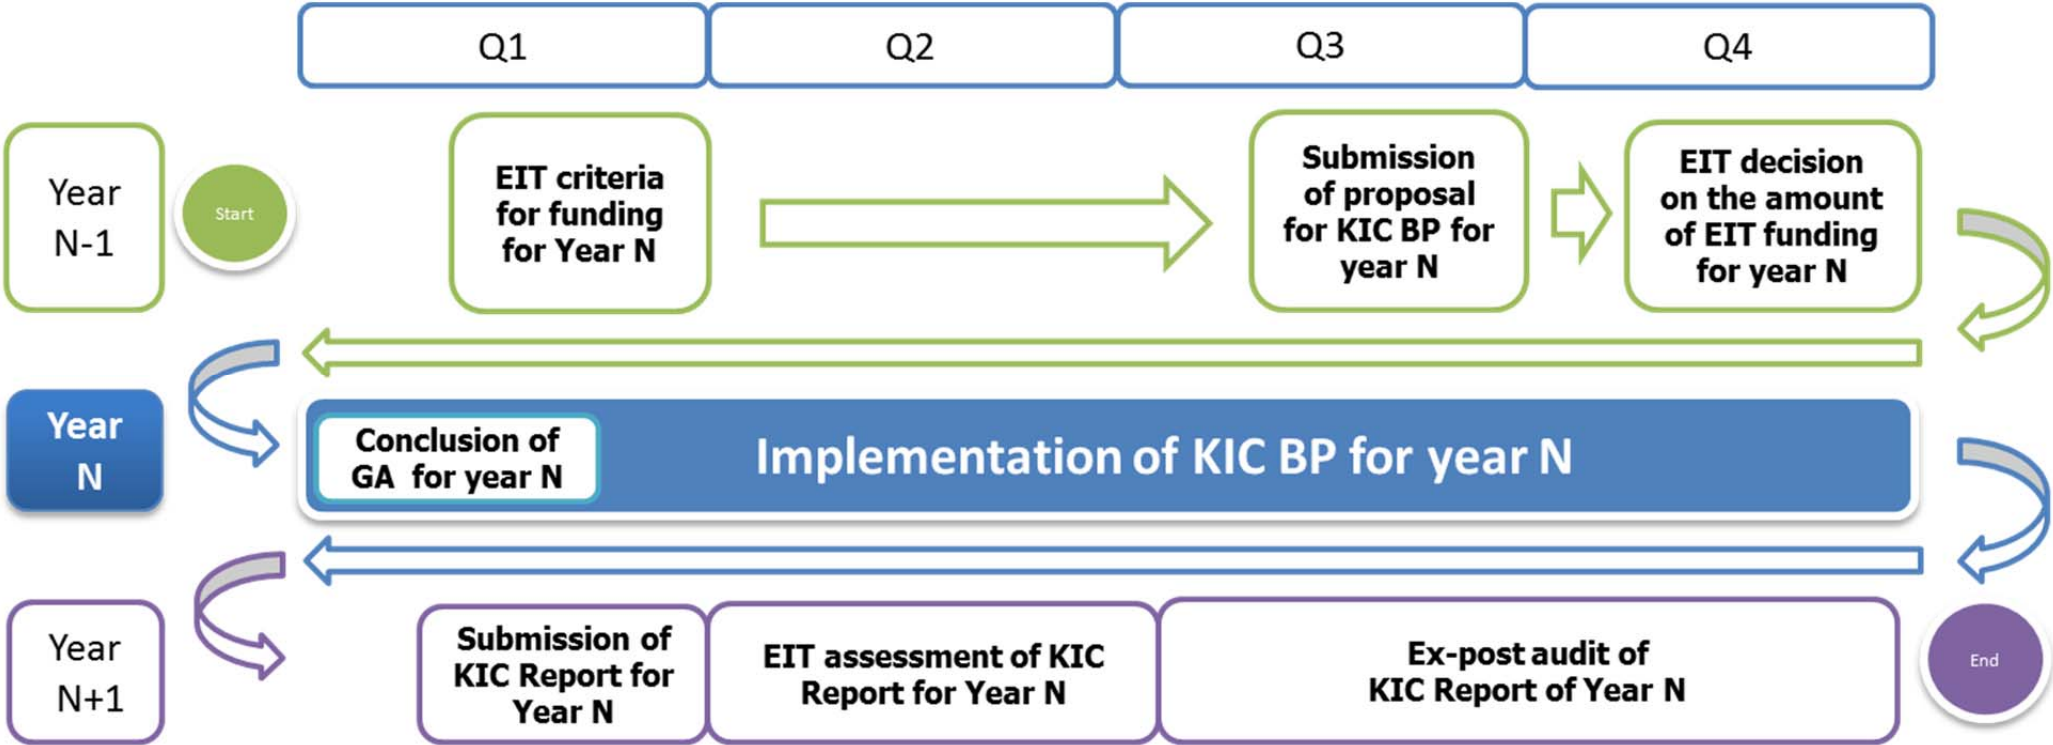 Q1
Q2
Q3
Q4
Year
N-1
Start
EIT criteria
for funding
for Year N
Submission
of proposal
for KIC BP for
year N
EIT decision
on the amount
of EIT funding
for year N
Year
N
Conclusion of
GA for year N
Implementation of KIC BP for year N
Year
N+1
Submission of
KIC Report for
Year N
EIT assessment of KIC
Report for Year N
Ex-post audit of
KIC Report of Year N
End